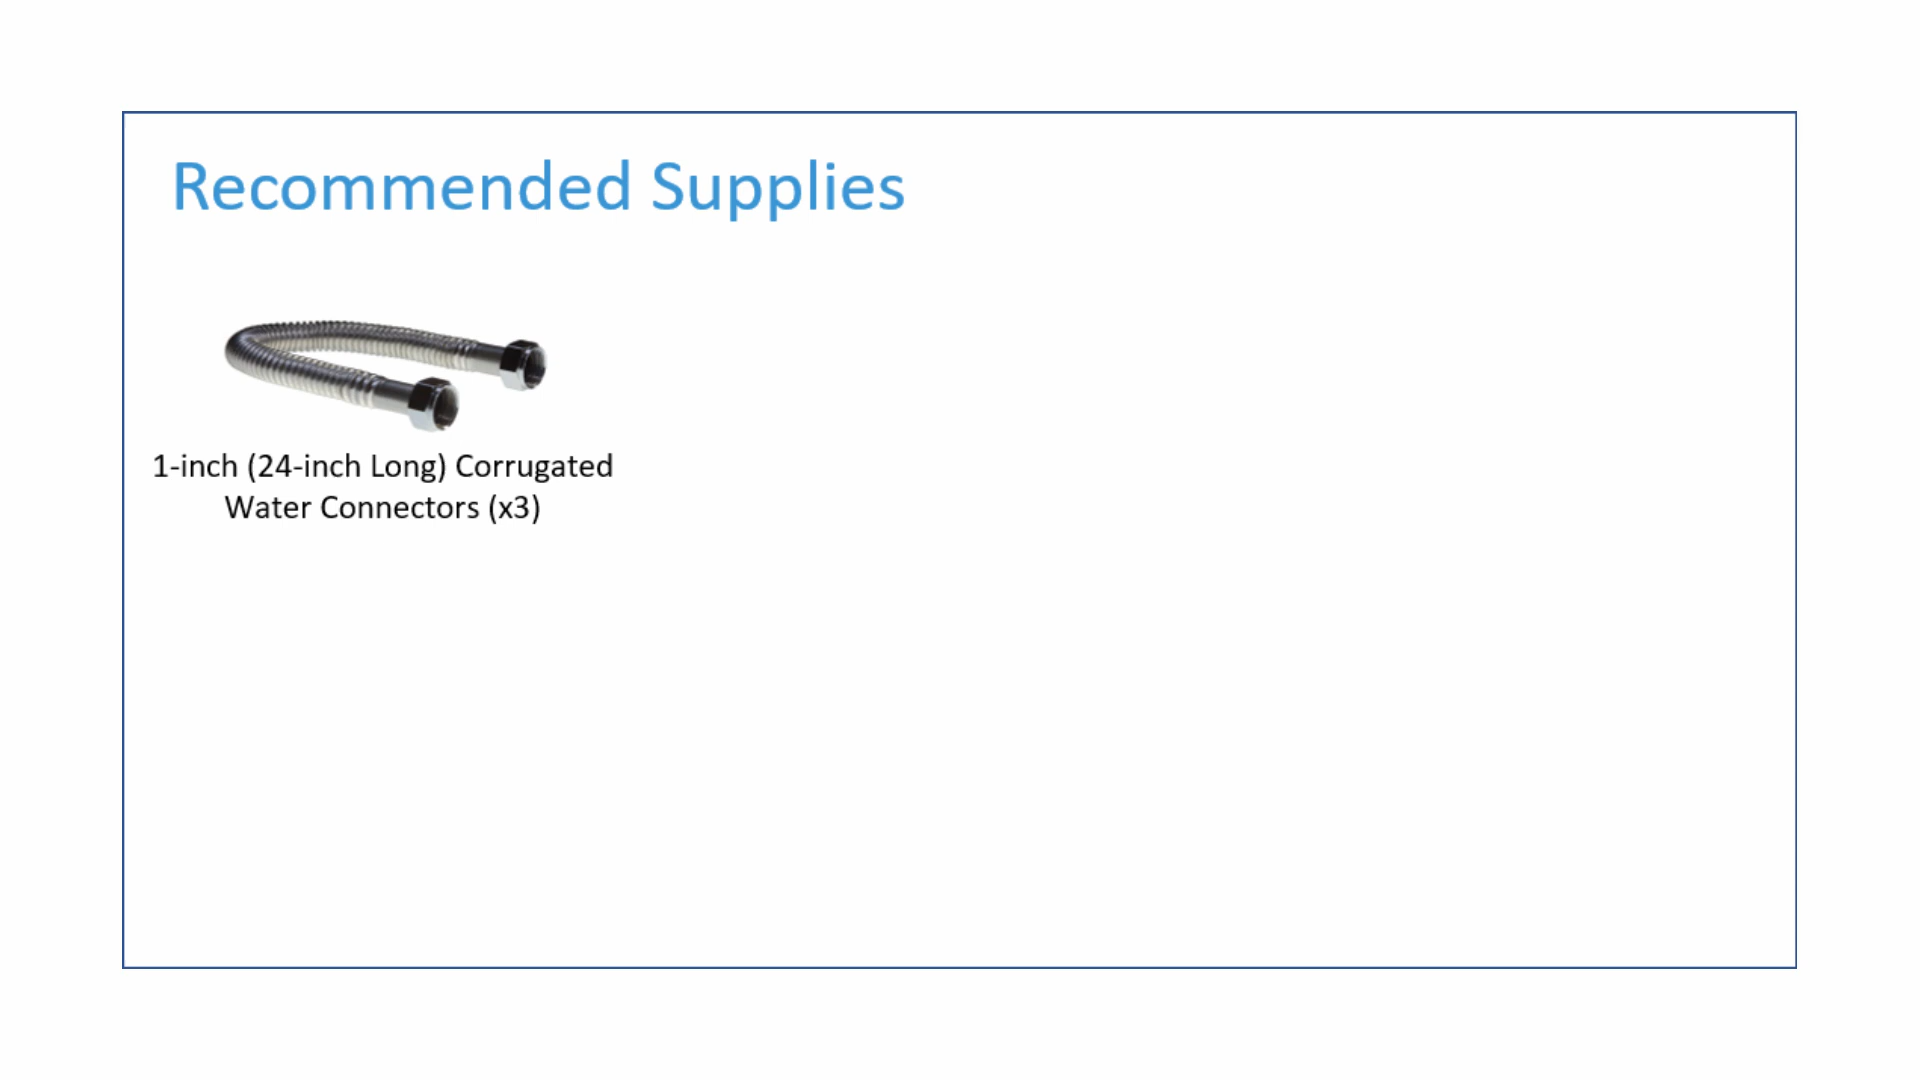 Recommended Supplies
1-inch (24-inch Long) Corrugated
Water Connectors (x3)